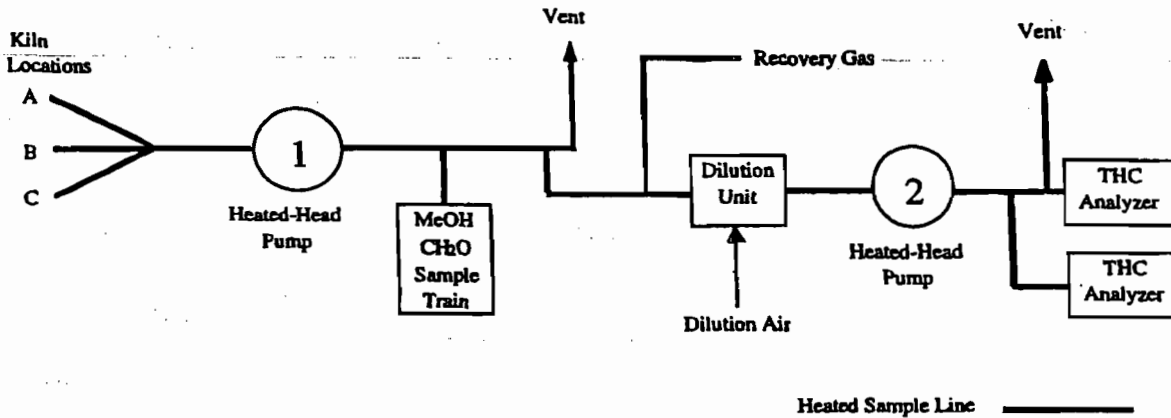 Vent
Kiln
Locations
A
B
C
1
Heated-Head
Pump
MeOH
CH2O
Sample
Train
Recovery Gas
Dilution
Unit
Dilution Air
2
Heated-Head
Pump
Vent
THC
Analyzer
THC
Analyzer
Heated Sample Line